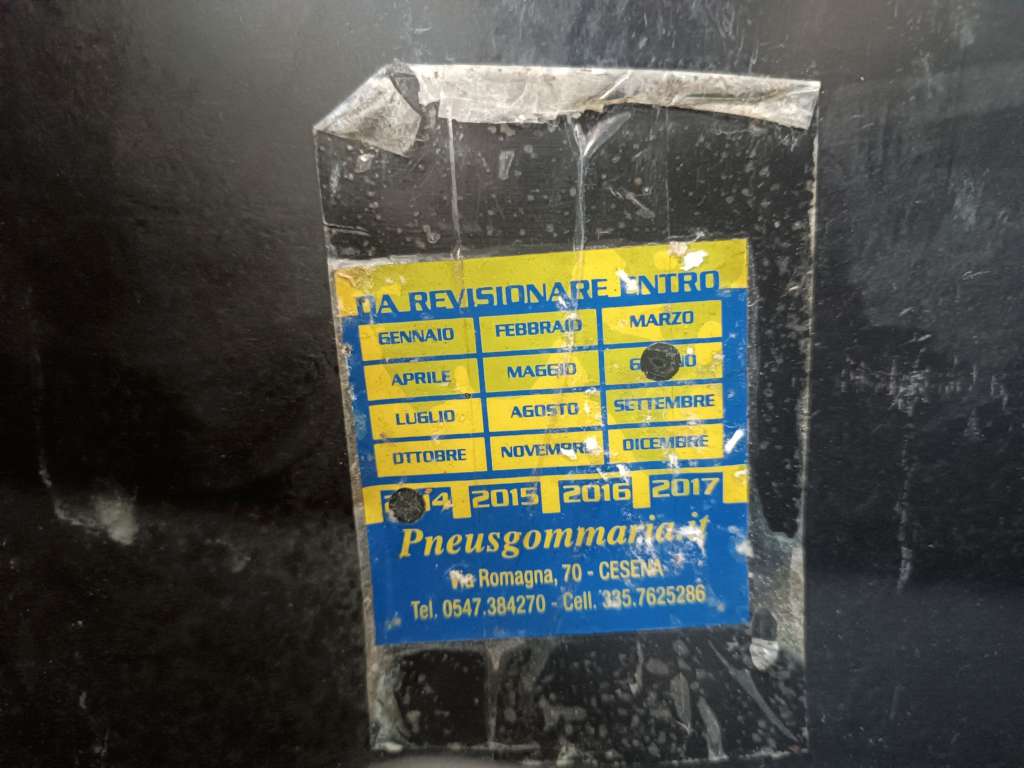 DA REVISIONARE ENTRO
GENNAIO FEBBRAIO MARZO
APRILE MAGGIO
LUGLIO AGOSTO SETTEMBRE
OTTOBRE NOVEMBRE DICEMBRE
2014 2015 2016 2017
Pneusgommaria.it
Via Romagna, 70 - CESENA
Tel. 0547.384270 - Cell. 335.7625286